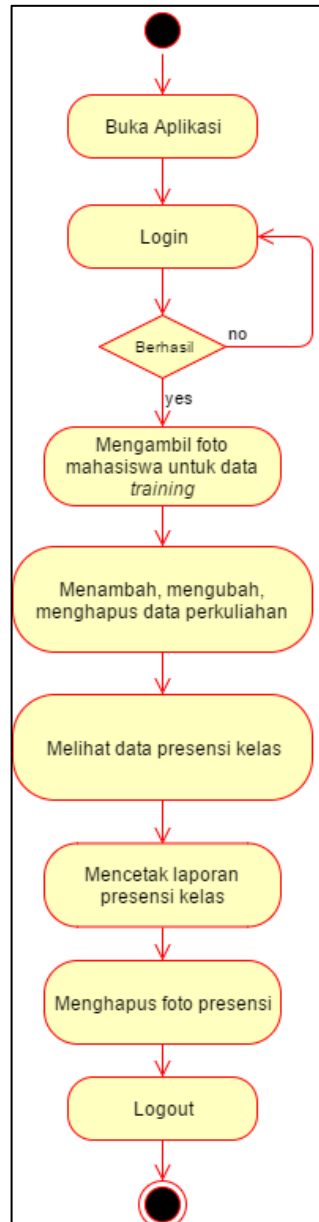 Buka Aplikasi
Login
Berhasil
no
yes
Mengambil foto
mahasiswa untuk data
training
Menambah, mengubah,
menghapus data perkuliahan
Melihat data presensi kelas
Mencetak laporan
presensi kelas
Menghapus foto presensi
Logout